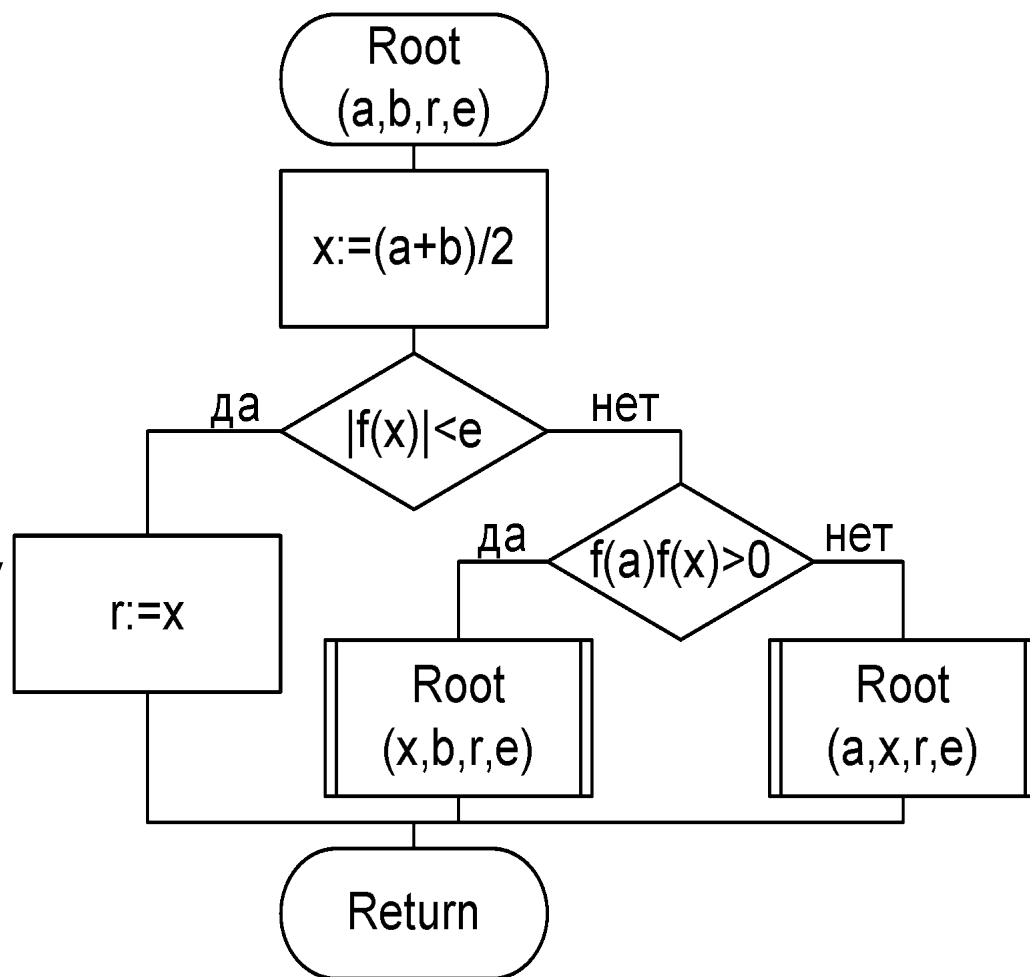 Root
(a,b,r,e)
x:=(a+b)/2
да
|f(x)|<e
нет
да
f(a)f(x)>0
нет
r:=x
Root
(x,b,r,e)
Root
(a,x,r,e)
Return